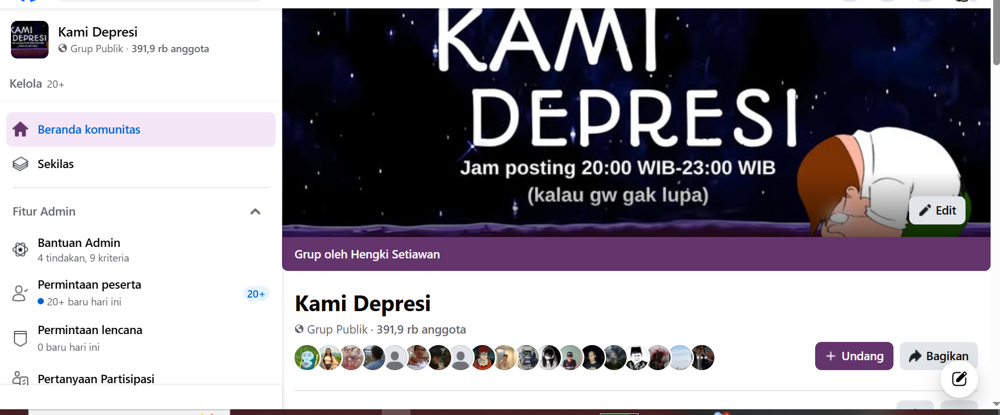 KAMI
DEPRESI
Kami Depresi
Grup Publik · 391,9 rb anggota
Kelola 20+
Beranda komunitas
Sekilas
Fitur Admin
Bantuan Admin
4 tindakan, 9 kriteria
Permintaan peserta
20+ baru hari ini
20+
Permintaan lencana
0 baru hari ini
Pertanyaan Partisipasi
KAMI
DEPRESI
Jam posting 20:00 WIB-23:00 WIB
(kalau gw gak lupa)
Edit
Grup oleh Hengki Setiawan
Kami Depresi
Grup Publik · 391,9 rb anggota
Undang
Bagikan